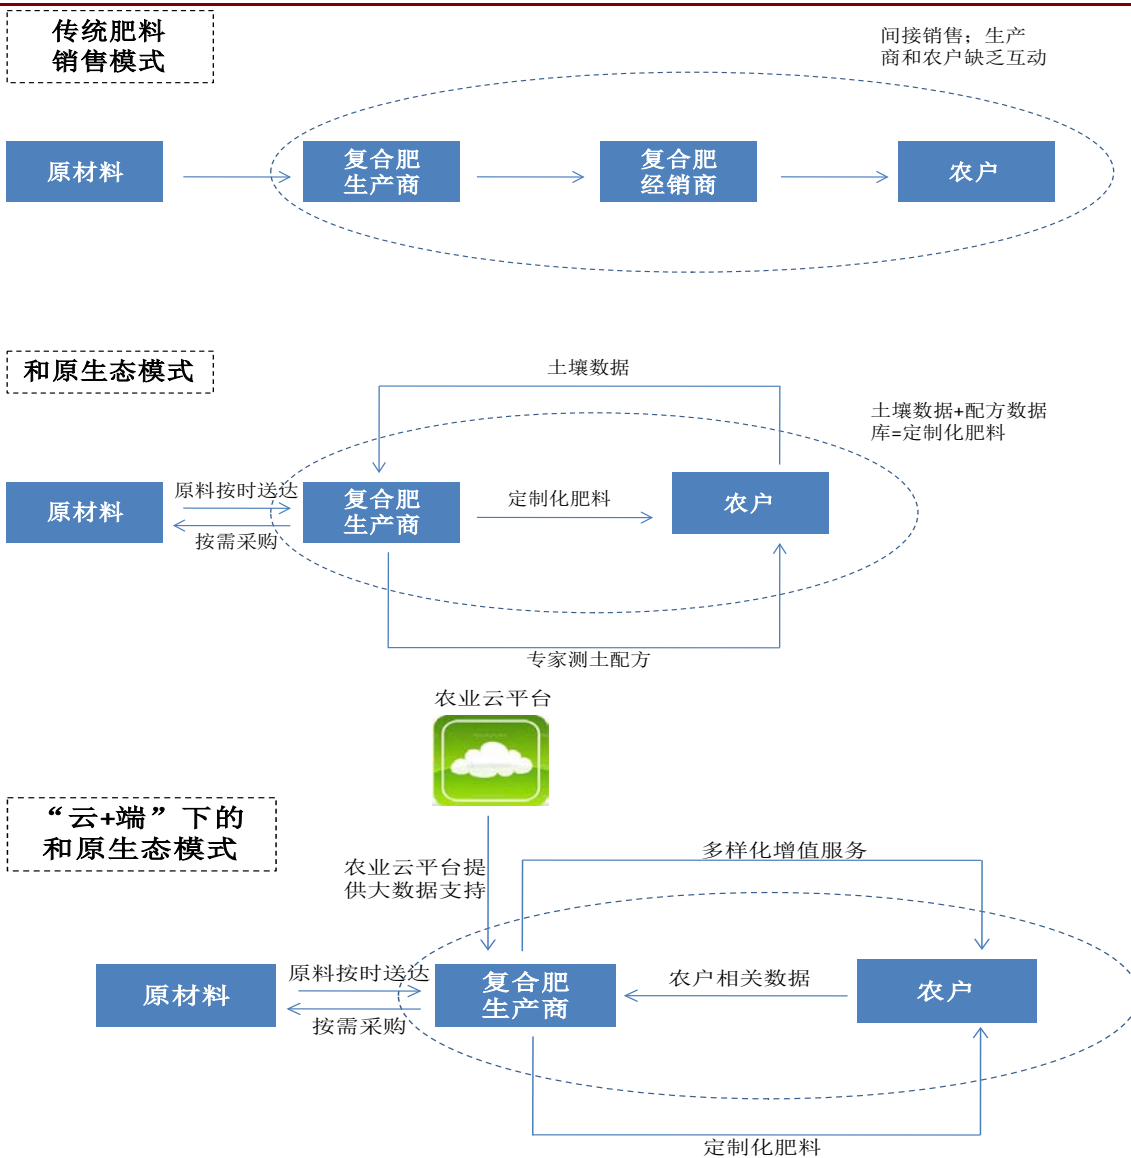 传统肥料
销售模式
间接销售；生产
商和农户缺乏互动
原材料
复合肥
生产商
复合肥
经销商
农户
和原生态模式
土壤数据
土壤数据+配方数据
库=定制化肥料
原材料
原料按时送达
按需采购
复合肥
生产商
定制化肥料
农户
专家测土配方
农业云平台
“云+端”下的
和原生态模式
农业云平台提
供大数据支持
多样化增值服务
原材料
原料按时送达
按需采购
复合肥
生产商
农户相关数据
农户
定制化肥料